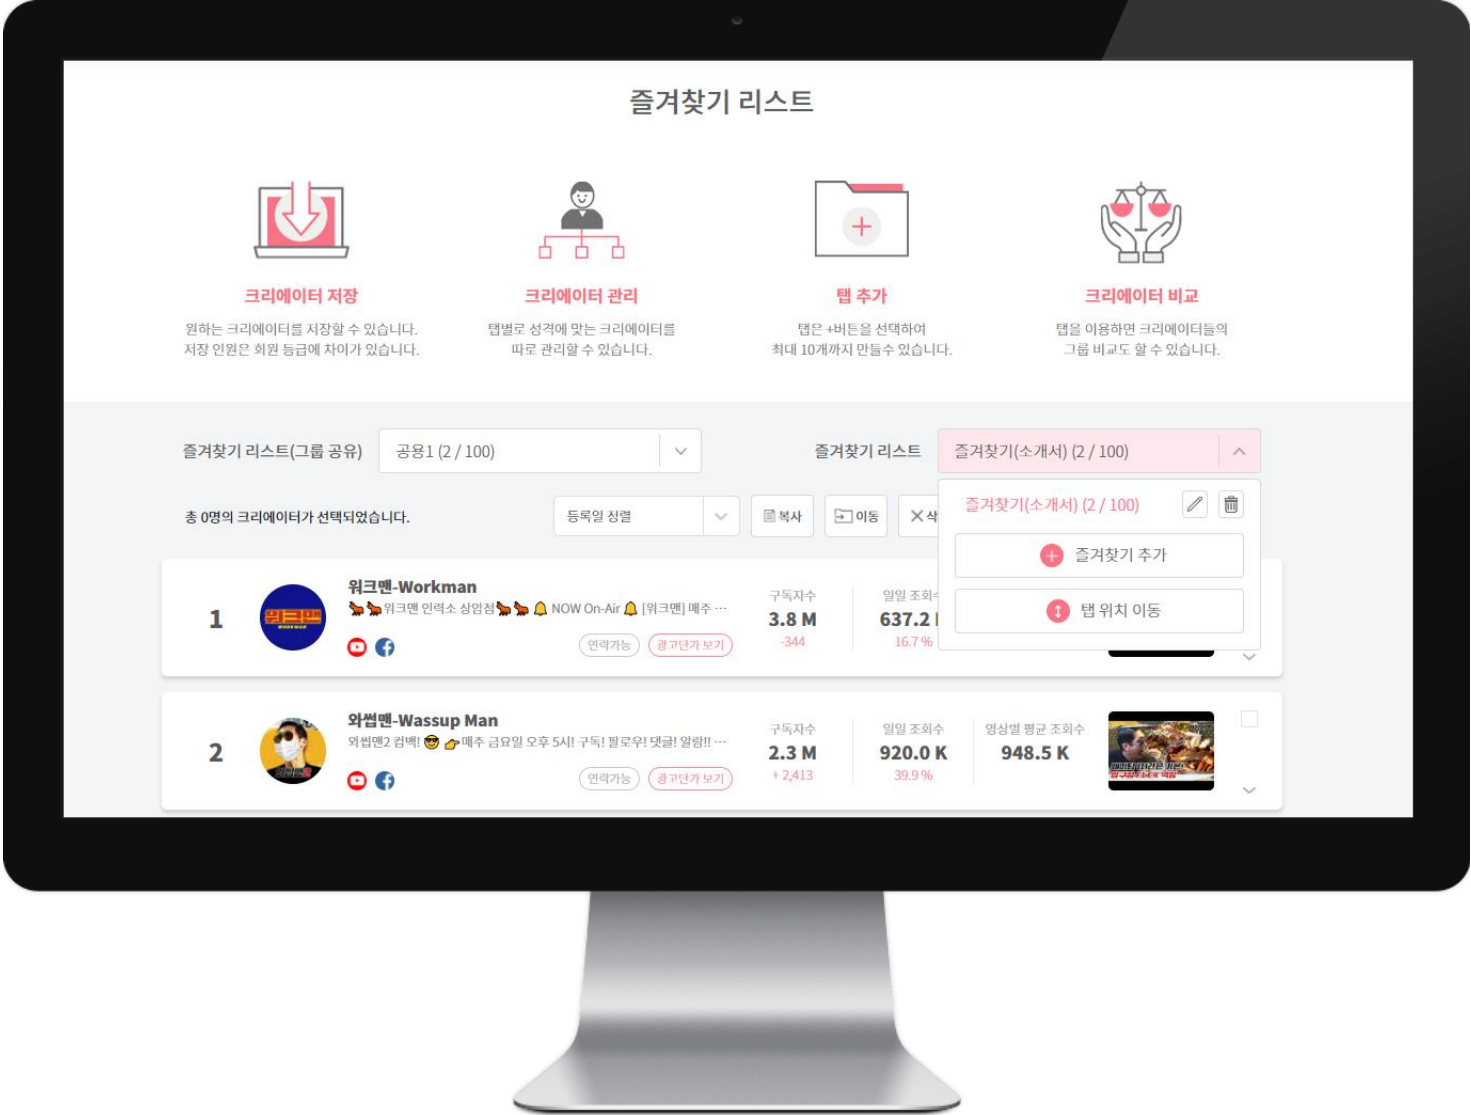 즐겨찾기 리스트
크리에이터 저장
원하는 크리에이터를 저장할 수 있습니다.
저장 인원은 회원 등급에 차이가 있습니다.
크리에이터 관리
탭별로 성격에 맞는 크리에이터를
따로 관리할 수 있습니다.
탭 추가
탭은 +버튼을 선택하여
최대 10개까지 만들수 있습니다.
크리에이터 비교
탭을 이용하면 크리에이터들의
그룹 비교도 할 수 있습니다.
즐겨찾기 리스트(그룹 공유) 공용1 (2 / 100) 즐겨찾기 리스트 즐겨찾기(소개서) (2 / 100)
총 0명의 크리에이터가 선택되었습니다. 등록일 정렬 복사 이동
즐겨찾기(소개서) (2 / 100)
즐겨찾기 추가
탭 위치 이동
1
워크맨
WORKMAN
워크맨-Workman
워크맨 인력소 상암점 NOW On-Air [워크맨] 매주 ···
연락가능 광고단가 보기
구독자수
3.8 M
-344
일일 조회수
637.2
16.7 %
2
와썹맨-Wassup Man
와썹맨2 컴백! 매주 금요일 오후 5시! 구독! 팔로우! 댓글! 알람!! ···
연락가능 광고단가 보기
구독자수
2.3 M
+ 2,413
일일 조회수
920.0 K
39.9 %
영상별 평균 조회수
948.5 K